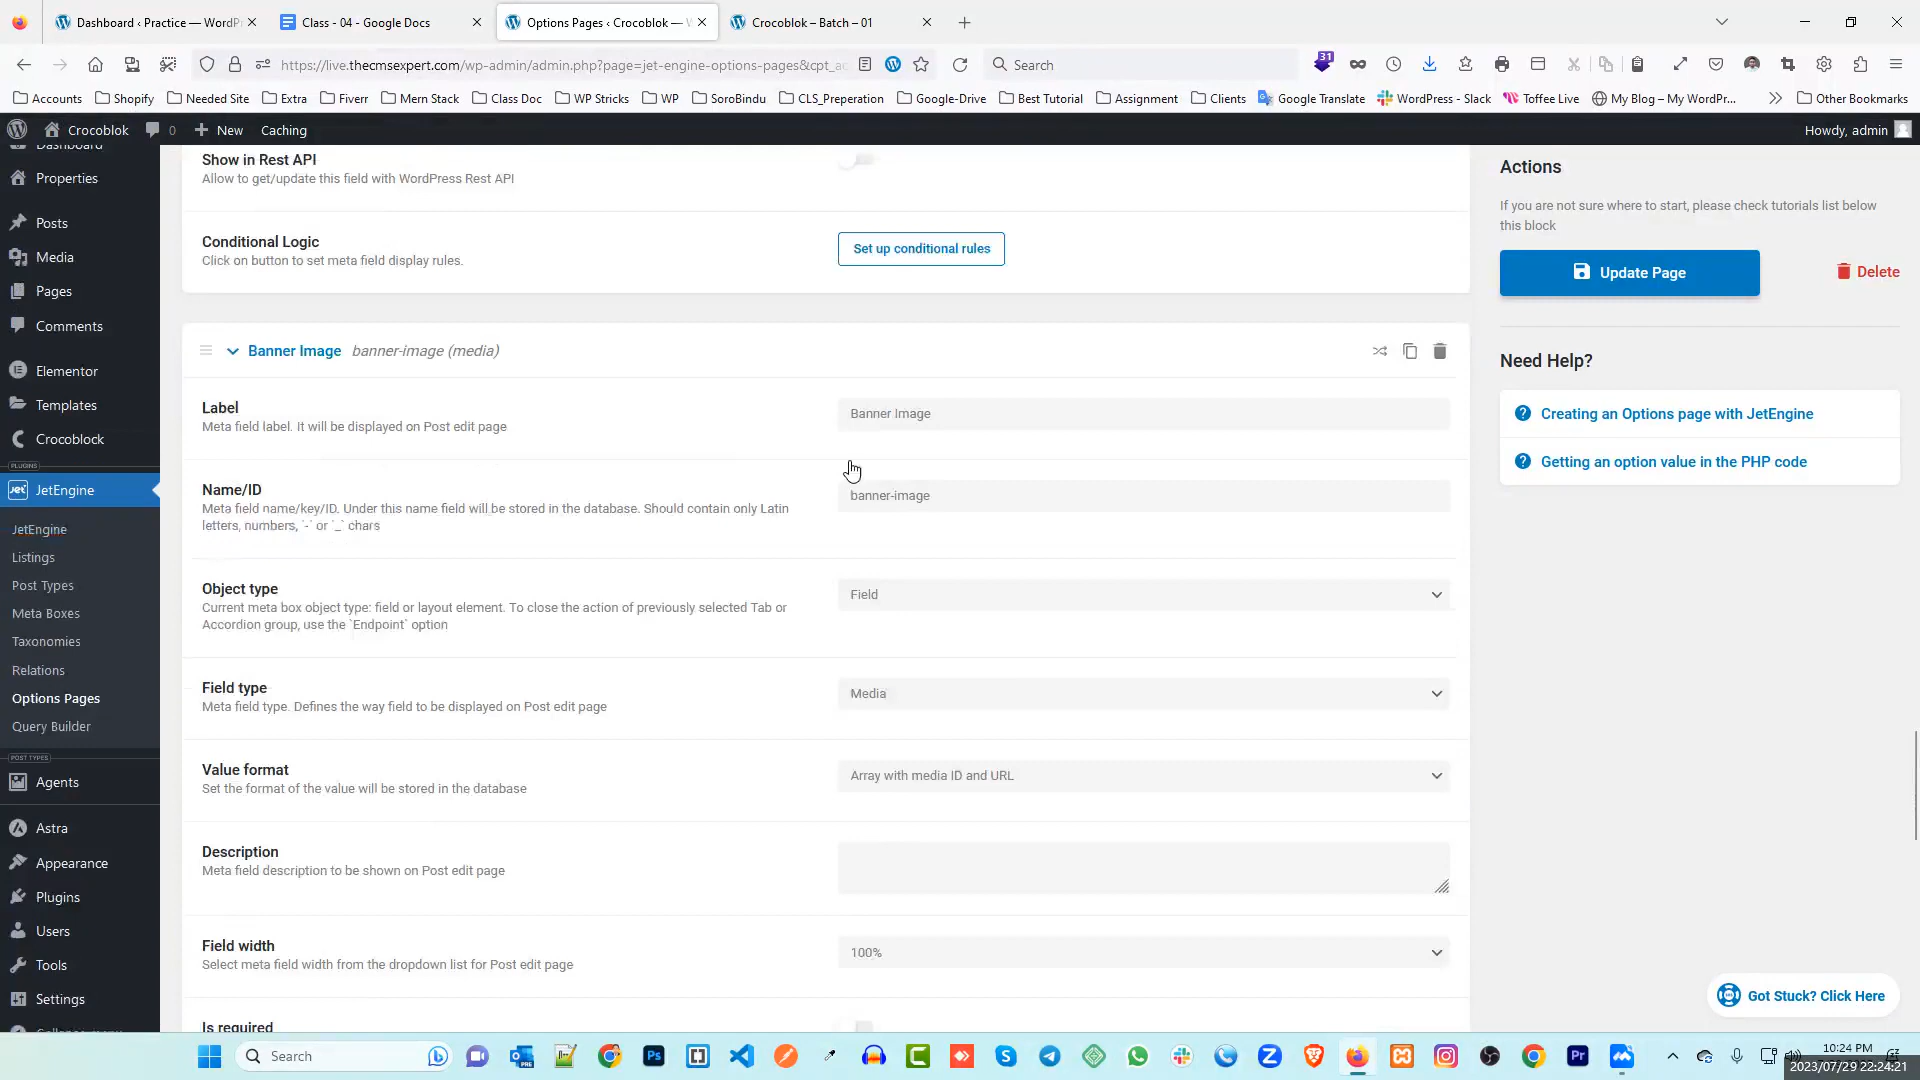 Dashboard ‹ Practice — WordP
Class - 04 - Google Docs
Options Pages ‹ Crocoblok — W
Crocoblok – Batch – 01
https://live.thecmsexpert.com/wp-admin/admin.php?page=jet-engine-options-pages&cpt_ac
Search
31
Accounts
Shopify
Needed Site
Extra
Fiverr
Mern Stack
Class Doc
WP Stricks
WP
SoroBindu
CLS_Preperation
Google-Drive
Best Tutorial
Assignment
Clients
Google Translate
WordPress - Slack
Toffee Live
My Blog – My WordPr...
Other Bookmarks
Crocoblok
0
New
Caching
Howdy, admin
Dashboard
Properties
Posts
Media
Pages
Comments
Elementor
Templates
Crocoblock
PLUGINS
JetEngine
JetEngine
Listings
Post Types
Meta Boxes
Taxonomies
Relations
Options Pages
Query Builder
POST TYPES
Agents
Astra
Appearance
Plugins
Users
Tools
Settings
Collapse menu
Show in Rest API
Allow to get/update this field with WordPress Rest API
Conditional Logic
Click on button to set meta field display rules.
Set up conditional rules
Banner Image banner-image (media)
Label
Meta field label. It will be displayed on Post edit page
Banner Image
Name/ID
Meta field name/key/ID. Under this name field will be stored in the database. Should contain only Latin
letters, numbers, `-` or `_` chars
banner-image
Object type
Current meta box object type: field or layout element. To close the action of previously selected Tab or
Accordion group, use the `Endpoint` option
Field
Field type
Meta field type. Defines the way field to be displayed on Post edit page
Media
Value format
Set the format of the value will be stored in the database
Array with media ID and URL
Description
Meta field description to be shown on Post edit page
Field width
Select meta field width from the dropdown list for Post edit page
100%
Is required
Actions
If you are not sure where to start, please check tutorials list below
this block
Update Page
Delete
Need Help?
Creating an Options page with JetEngine
Getting an option value in the PHP code
Got Stuck? Click Here
Search
10:24 PM
2023/07/29 22:24:21